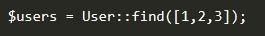 $users = User::find([1,2,3]);